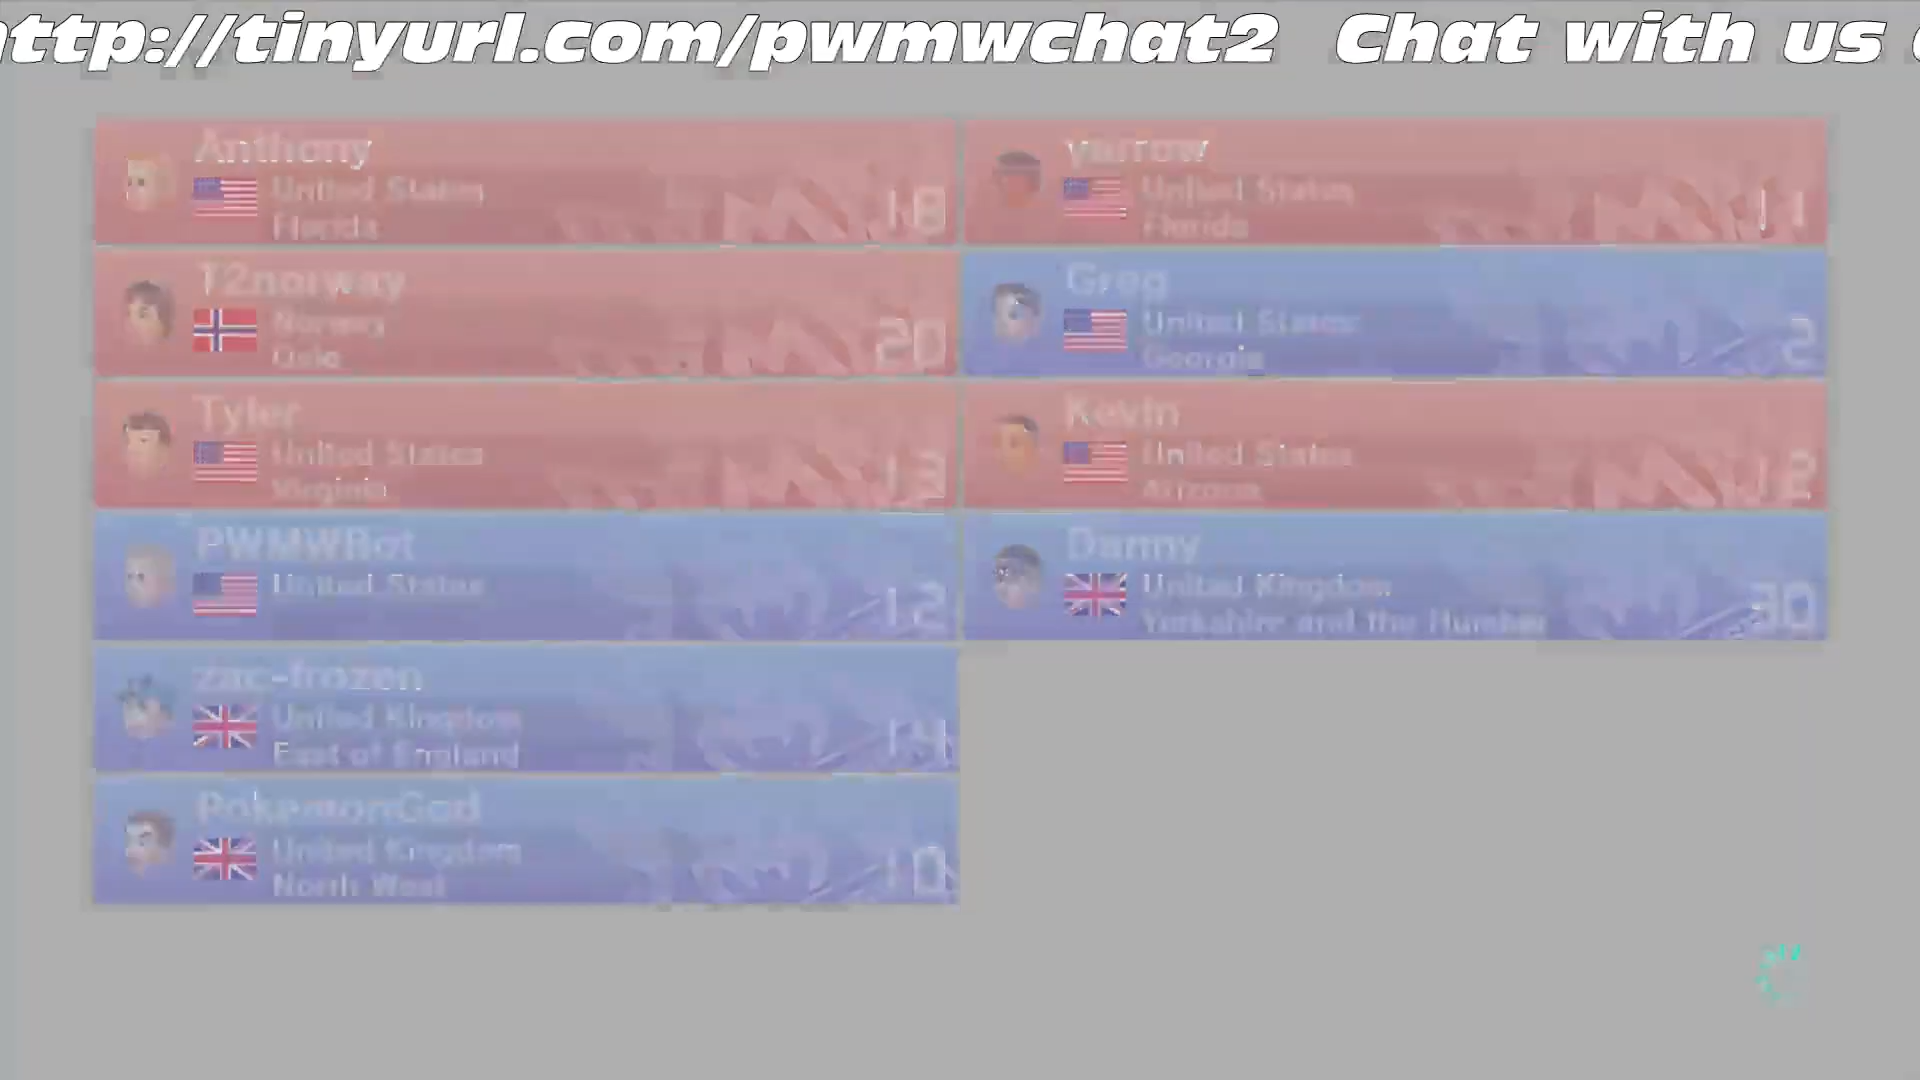 ttp://tinyurl.com/pwmwchat2 Chat with us
Anthony
United States
Florida
18
yarrow
United States
Florida
11
T2norway
Norway
Oslo
20
Greg
United States
Georgia
2
Tyler
United States
Virginia
13
Kevin
United States
Arizona
12
PWMWBot
United States
12
Danny
United Kingdom
Yorkshire and the Humber
30
zac-frozen
United Kingdom
East of England
14
PokemonGod
United Kingdom
North West
10